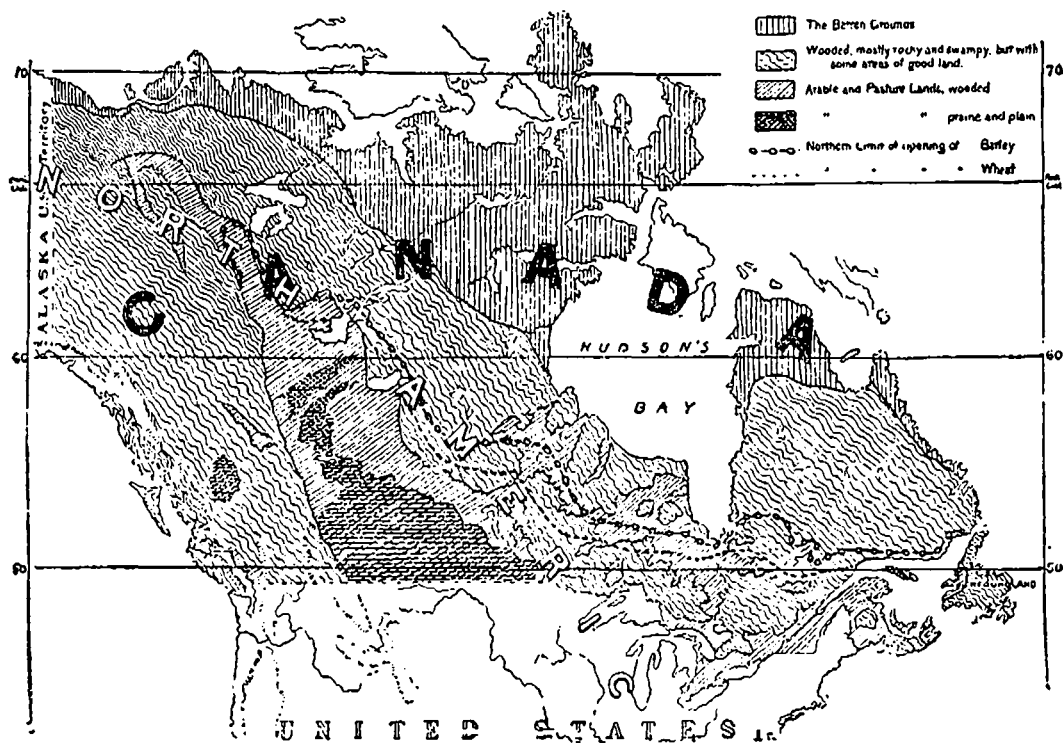 The Barren Grounds
Wooded, mostly rocky and swampy, but with
some areas of good land.
Arable and Pasture Lands, wooded
" " prairie and plain
Northern Limit of of Barley
" " " Wheat
70 70
ALASKA U.S. Territory
NORTH AMERICA
CANADA
60 60
HUDSON'S
BAY
50 50
NEWFOUNDLAND
UNITED STATES